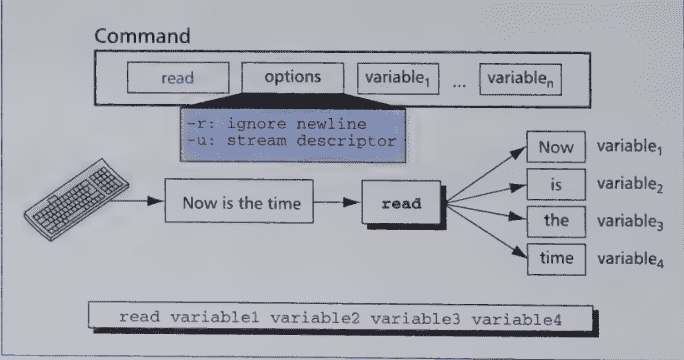 Command
read options variable₁ ... variableₙ
-r: ignore newline
-u: stream descriptor
Now variable₁
is variable₂
Now is the time read
the variable₃
time variable₄
read variable1 variable2 variable3 variable4